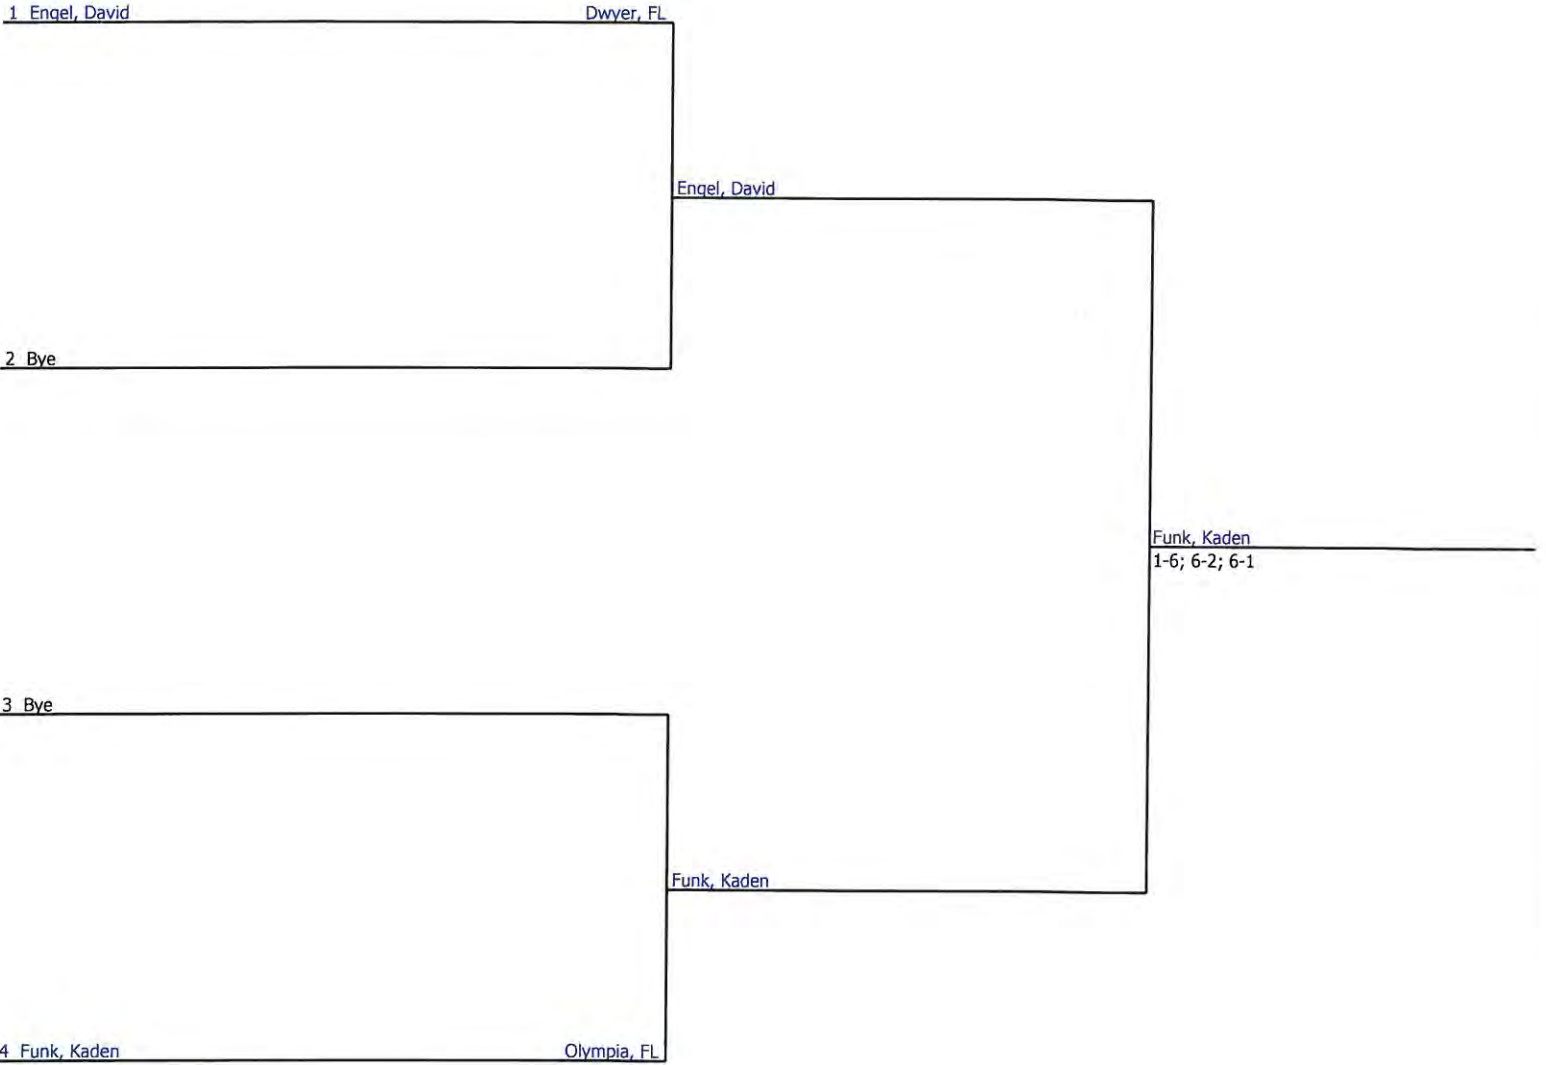 1 Engel, David Dwyer, FL
Engel, David
2 Bye
Funk, Kaden
1-6; 6-2; 6-1
3 Bye
Funk, Kaden
4 Funk, Kaden Olympia, FL